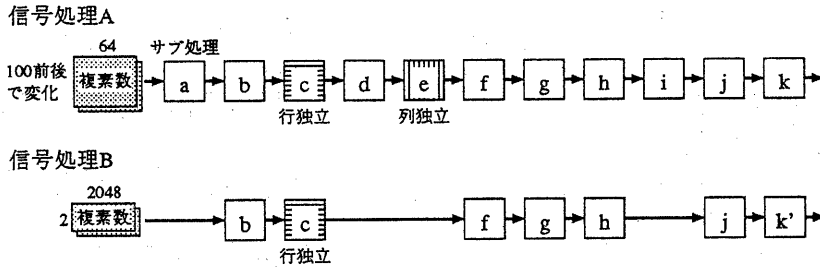 信号処理A
64
サブ処理
100前後
で変化
複素数
a b c d e f g h i j k
行独立
列独立
信号処理B
2048
2 複素数
b c f g h j k'
行独立